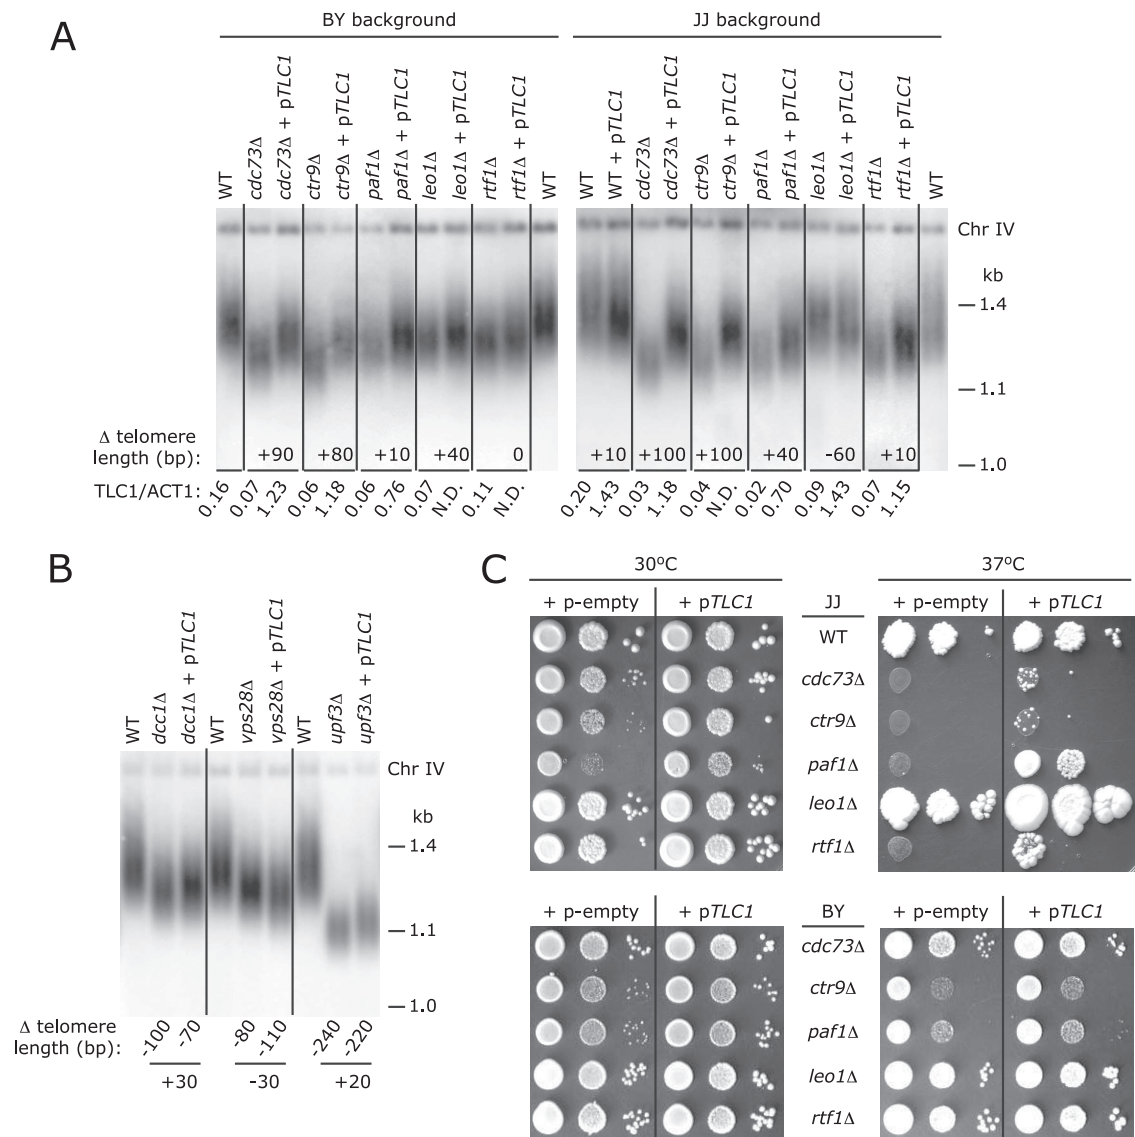 A
BY background
JJ background
WT
cdc73Δ
cdc73Δ + pTLC1
ctr9Δ
ctr9Δ + pTLC1
paf1Δ
paf1Δ + pTLC1
leo1Δ
leo1Δ + pTLC1
rtf1Δ
rtf1Δ + pTLC1
WT
WT
WT + pTLC1
cdc73Δ
cdc73Δ + pTLC1
ctr9Δ
ctr9Δ + pTLC1
paf1Δ
paf1Δ + pTLC1
leo1Δ
leo1Δ + pTLC1
rtf1Δ
rtf1Δ + pTLC1
WT
Chr IV
kb
1.4
1.1
1.0
Δ telomere
length (bp): +90 +80 +10 +40 0 +10 +100 +100 +40 -60 +10
TLC1/ACT1: 0.16 0.07 1.23 0.06 1.18 0.06 0.76 0.07 N.D. 0.11 N.D. 0.20 1.43 0.03 1.18 0.04 N.D. 0.02 0.70 0.09 1.43 0.07 1.15
B
WT
dcc1Δ
dcc1Δ + pTLC1
WT
vps28Δ
vps28Δ + pTLC1
WT
upf3Δ
upf3Δ + pTLC1
Chr IV
kb
1.4
1.1
1.0
Δ telomere
length (bp): -100 -70 -80 -110 -240 -220
+30 -30 +20
C
30ºC 37ºC
+ p-empty + pTLC1 JJ + p-empty + pTLC1
WT
cdc73Δ
ctr9Δ
paf1Δ
leo1Δ
rtf1Δ
+ p-empty + pTLC1 BY + p-empty + pTLC1
cdc73Δ
ctr9Δ
paf1Δ
leo1Δ
rtf1Δ